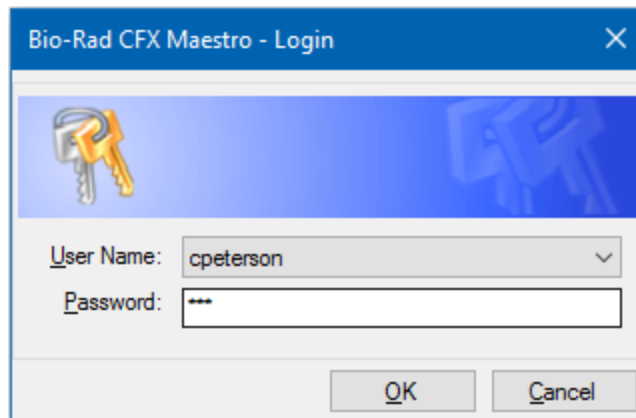 Bio-Rad CFX Maestro - Login
User Name: cpeterson
Password: ***
OK Cancel